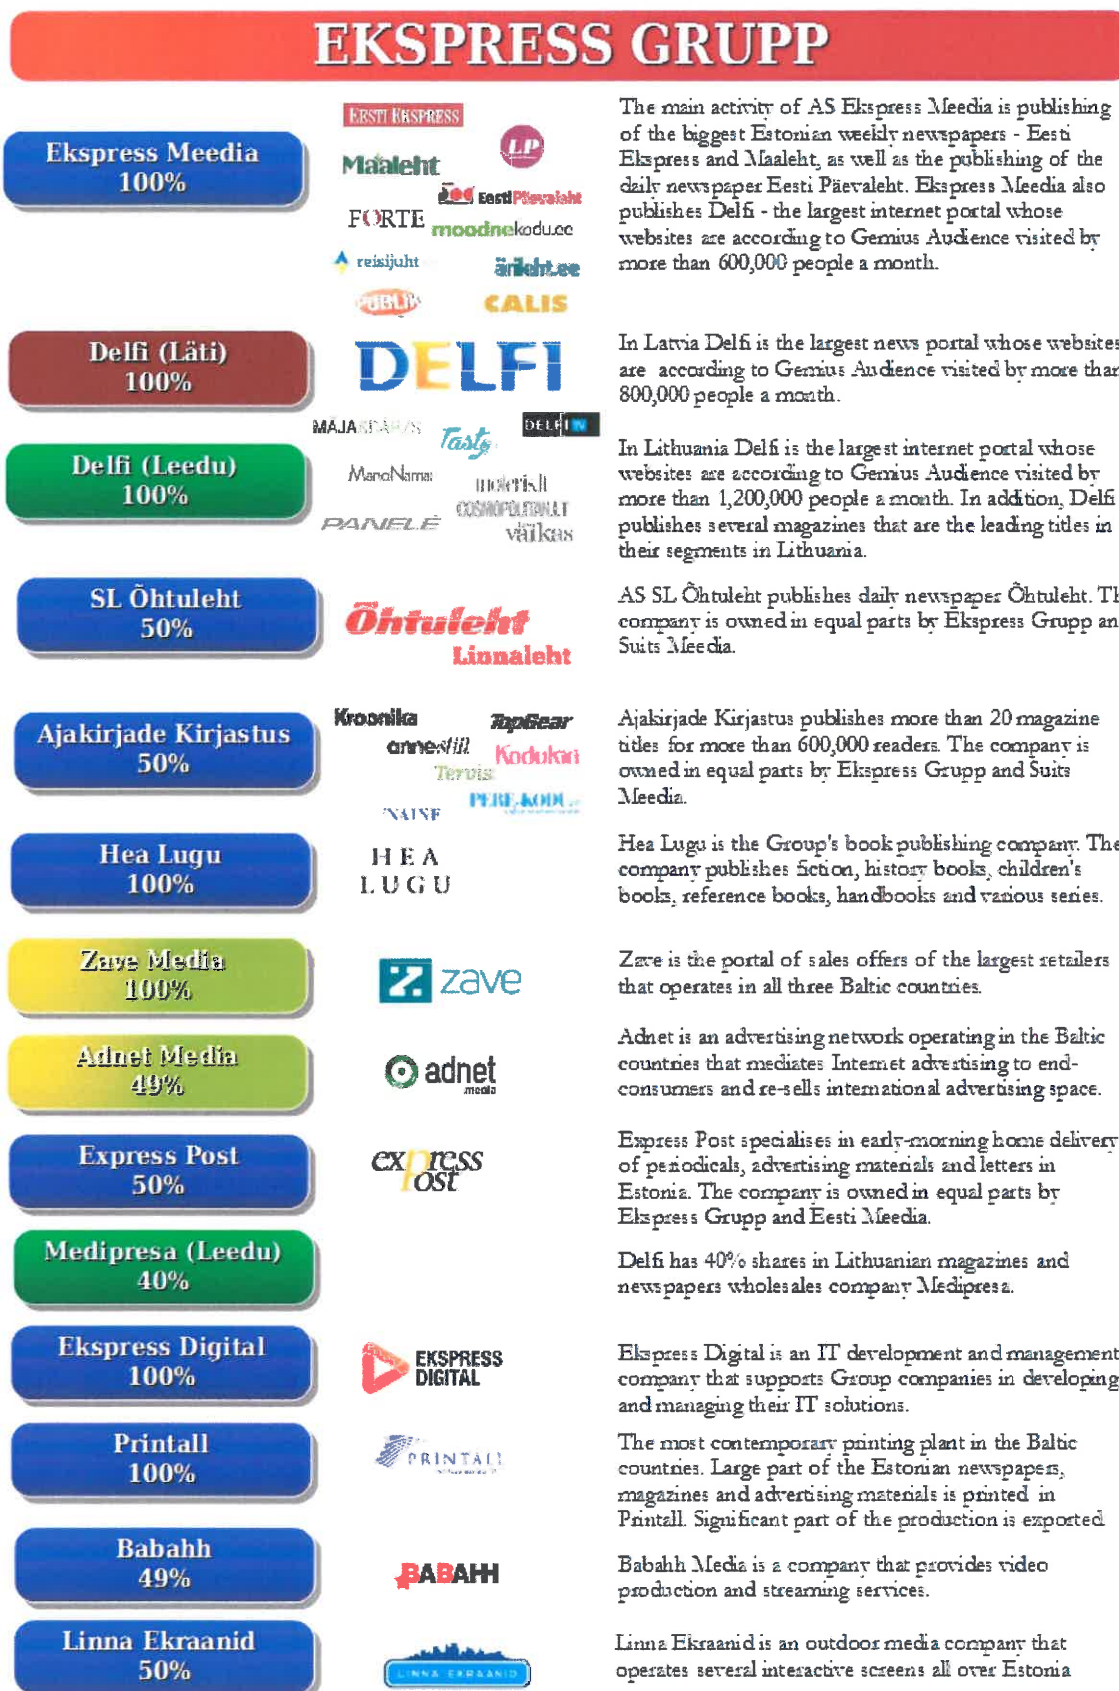 EKSPRESS GRUPP
Ekspress Meedia
100%
EESTI EKSPRESS
LP
Maaleht
Eesti Päevaleht
FORTE
moodnekodu.ee
reisijuht
ärileht.ee
PUBLIK
CALIS
The main activity of AS Ekspress Meedia is publishing
of the biggest Estonian weekly newspapers - Eesti
Ekspress and Maaleht, as well as the publishing of the
daily newspaper Eesti Päevaleht. Ekspress Meedia also
publishes Delfi - the largest internet portal whose
websites are according to Gemius Audience visited by
more than 600,000 people a month.
Delfi (Läti)
100%
DELFI
In Latvia Delfi is the largest news portal whose websites
are according to Gemius Audience visited by more than
800,000 people a month.
Delfi (Leedu)
100%
Tasty
DELFI
ManoNamai
moteris.lt
PANELĖ
COSMOPOLITAN.LT
väikas
In Lithuania Delfi is the largest internet portal whose
websites are according to Gemius Audience visited by
more than 1,200,000 people a month. In addition, Delfi
publishes several magazines that are the leading titles in
their segments in Lithuania.
SL Õhtuleht
50%
Õhtuleht
Linnaleht
AS SL Õhtuleht publishes daily newspaper Õhtuleht. Th
company is owned in equal parts by Ekspress Grupp an
Suits Meedia.
Ajakirjade Kirjastus
50%
Kroonika
TopGear
anne&stiil
Kodukiri
Tervis
NAINE
PERE-KODU
Ajakirjade Kirjastus publishes more than 20 magazine
titles for more than 600,000 readers. The company is
owned in equal parts by Ekspress Grupp and Suits
Meedia.
Hea Lugu
100%
HEA
LUGU
Hea Lugu is the Group's book publishing company. The
company publishes fiction, history books, children's
books, reference books, handbooks and various series.
Zave Media
100%
zave
Zave is the portal of sales offers of the largest retailers
that operates in all three Baltic countries.
Adnet Media
49%
adnet
media
Adnet is an advertising network operating in the Baltic
countries that mediates Internet advertising to end-
consumers and re-sells international advertising space.
Express Post
50%
express
post
Express Post specialises in early-morning home delivery
of periodicals, advertising materials and letters in
Estonia. The company is owned in equal parts by
Ekspress Grupp and Eesti Meedia.
Medipresa (Leedu)
40%
Delfi has 40% shares in Lithuanian magazines and
newspapers wholesales company Medipresa.
Ekspress Digital
100%
EKSPRESS
DIGITAL
Ekspress Digital is an IT development and management
company that supports Group companies in developing
and managing their IT solutions.
Printall
100%
PRINTALL
The most contemporary printing plant in the Baltic
countries. Large part of the Estonian newspapers,
magazines and advertising materials is printed in
Printall. Significant part of the production is exported
Babahh
49%
BABAHH
Babahh Media is a company that provides video
production and streaming services.
Linna Ekraanid
50%
LINNA EKRAANID
Linna Ekraanid is an outdoor media company that
operates several interactive screens all over Estonia